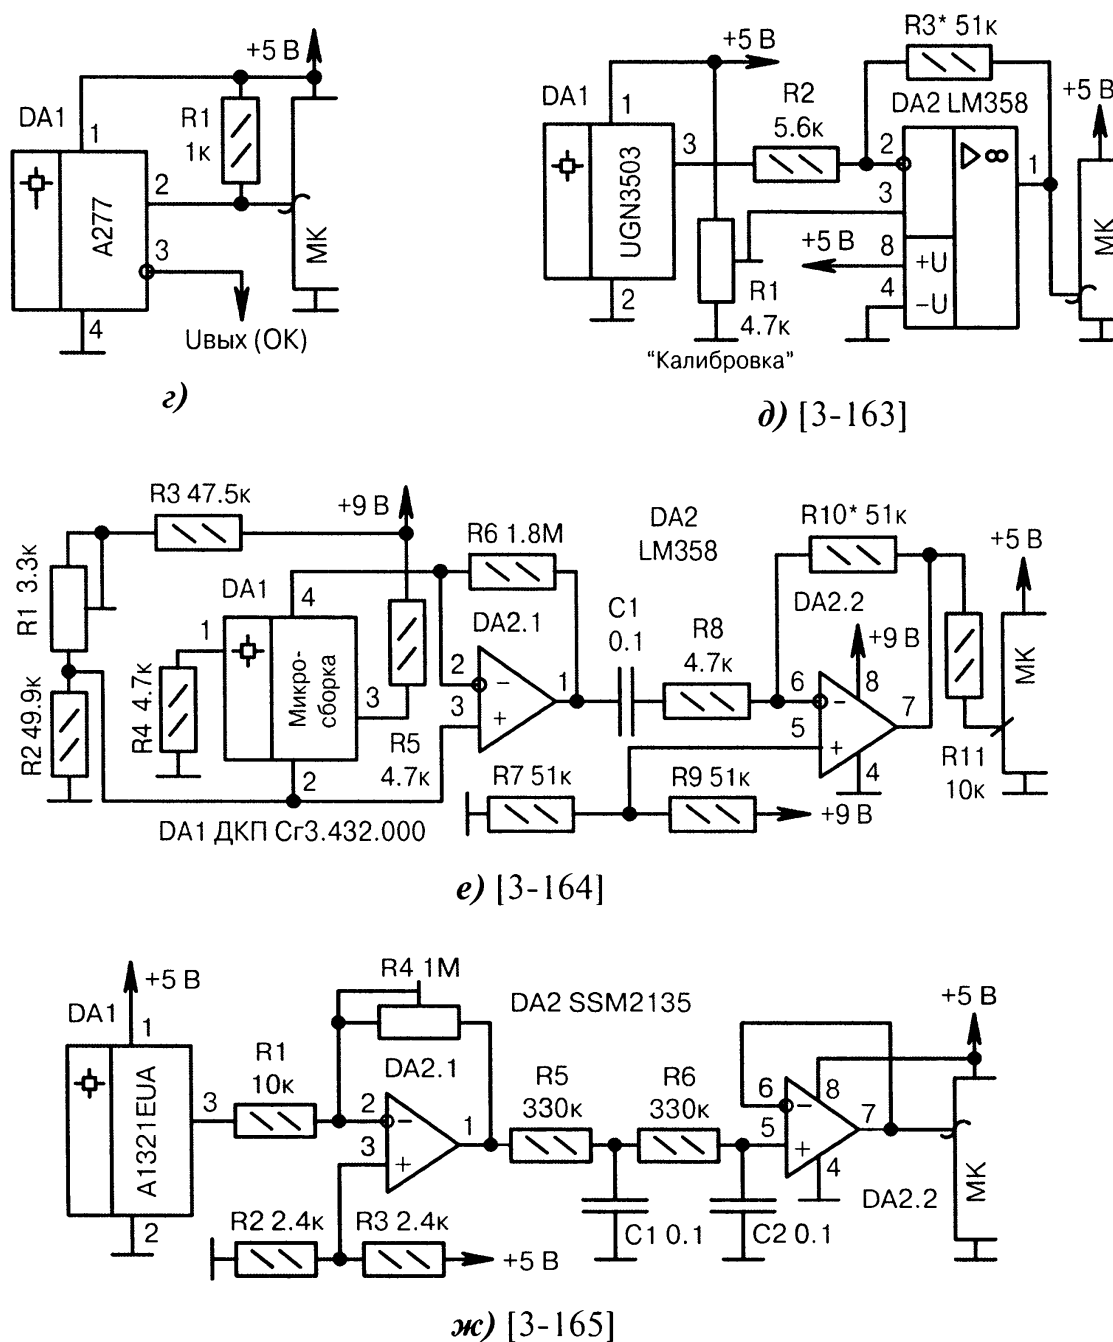 +5 В
DA1
1
R1
1к
2
A277
3
МК
4
Uвых (ОК)
г)
R3* 51к
+5 В
DA1
1
R2
5.6к
DA2 LM358
+5 В
3
2
1
UGN3503
3
МК
+5 В
8
+U
4
-U
2
R1
4.7к
"Калибровка"
д) [3-163]
R3 47.5к
+9 В
R6 1.8М
DA2
LM358
R10* 51к
+5 В
R1 3.3к
DA1
4
DA2.1
C1
0.1
DA2.2
1
R8
4.7к
+9 В
МК
Микро-
сборка
2
-
1
6
-
8
3
3
+
5
+
7
R2 49.9к
R4 4.7к
R5
4.7к
2
R7 51к
R9 51к
4
R11
10к
+9 В
DA1 ДКП Сг3.432.000
е) [3-164]
+5 В
R4 1М
DA2 SSM2135
+5 В
DA1
1
R1
10к
DA2.1
R5
330к
R6
330к
6
-
8
7
A1321EUA
3
2
-
1
5
+
3
+
4
МК
2
R2 2.4к
R3 2.4к
C1 0.1
C2 0.1
DA2.2
+5 В
ж) [3-165]